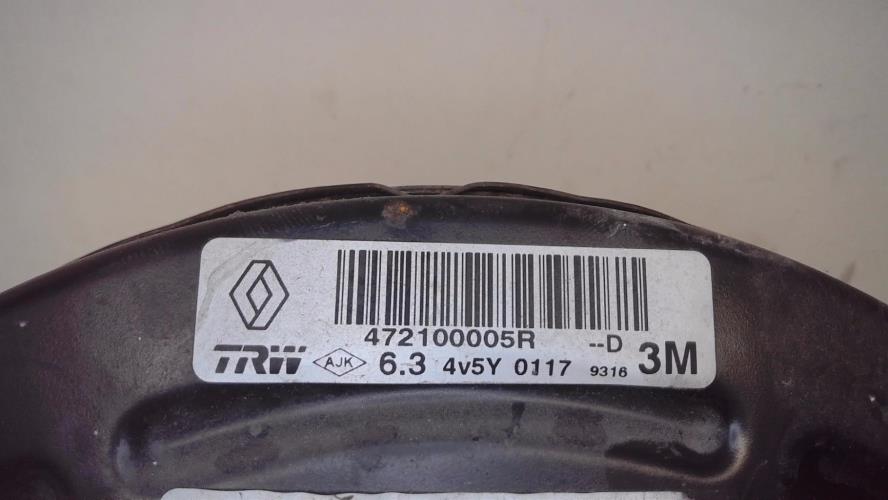 472100005R --D
TRW AJK 6.3 4v5Y 0117 9316 3M